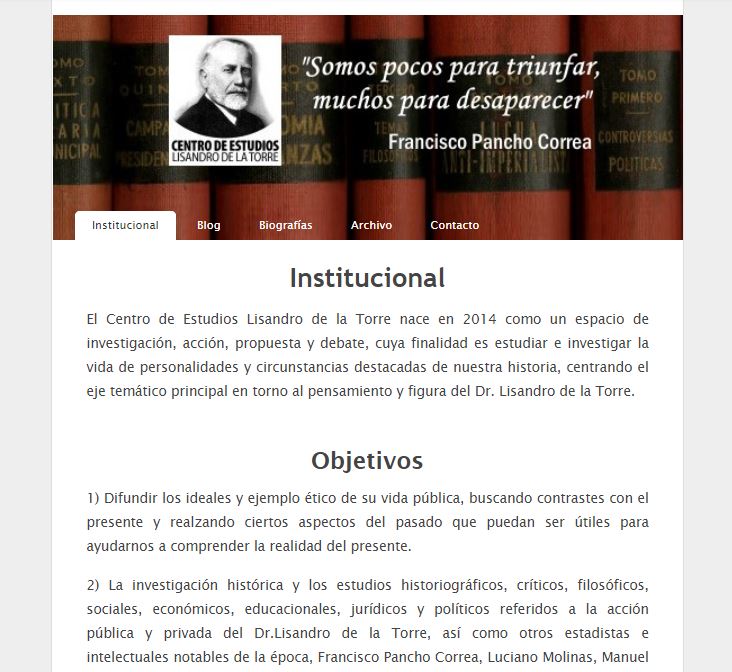 "Somos pocos para triunfar,
muchos para desaparecer"
Francisco Pancho Correa
CENTRO DE ESTUDIOS
LISANDRO DE LA TORRE
TOMO
PRIMERO
CONTROVERSIAS
POLITICAS
ANTI-IMPERIALIST
Institucional Blog Biografías Archivo Contacto
Institucional
El Centro de Estudios Lisandro de la Torre nace en 2014 como un espacio de
investigación, acción, propuesta y debate, cuya finalidad es estudiar e investigar la
vida de personalidades y circunstancias destacadas de nuestra historia, centrando el
eje temático principal en torno al pensamiento y figura del Dr. Lisandro de la Torre.
Objetivos
1) Difundir los ideales y ejemplo ético de su vida pública, buscando contrastes con el
presente y realzando ciertos aspectos del pasado que puedan ser útiles para
ayudarnos a comprender la realidad del presente.
2) La investigación histórica y los estudios historiográficos, críticos, filosóficos,
sociales, económicos, educacionales, jurídicos y políticos referidos a la acción
pública y privada del Dr.Lisandro de la Torre, así como otros estadistas e
intelectuales notables de la época, Francisco Pancho Correa, Luciano Molinas, Manuel